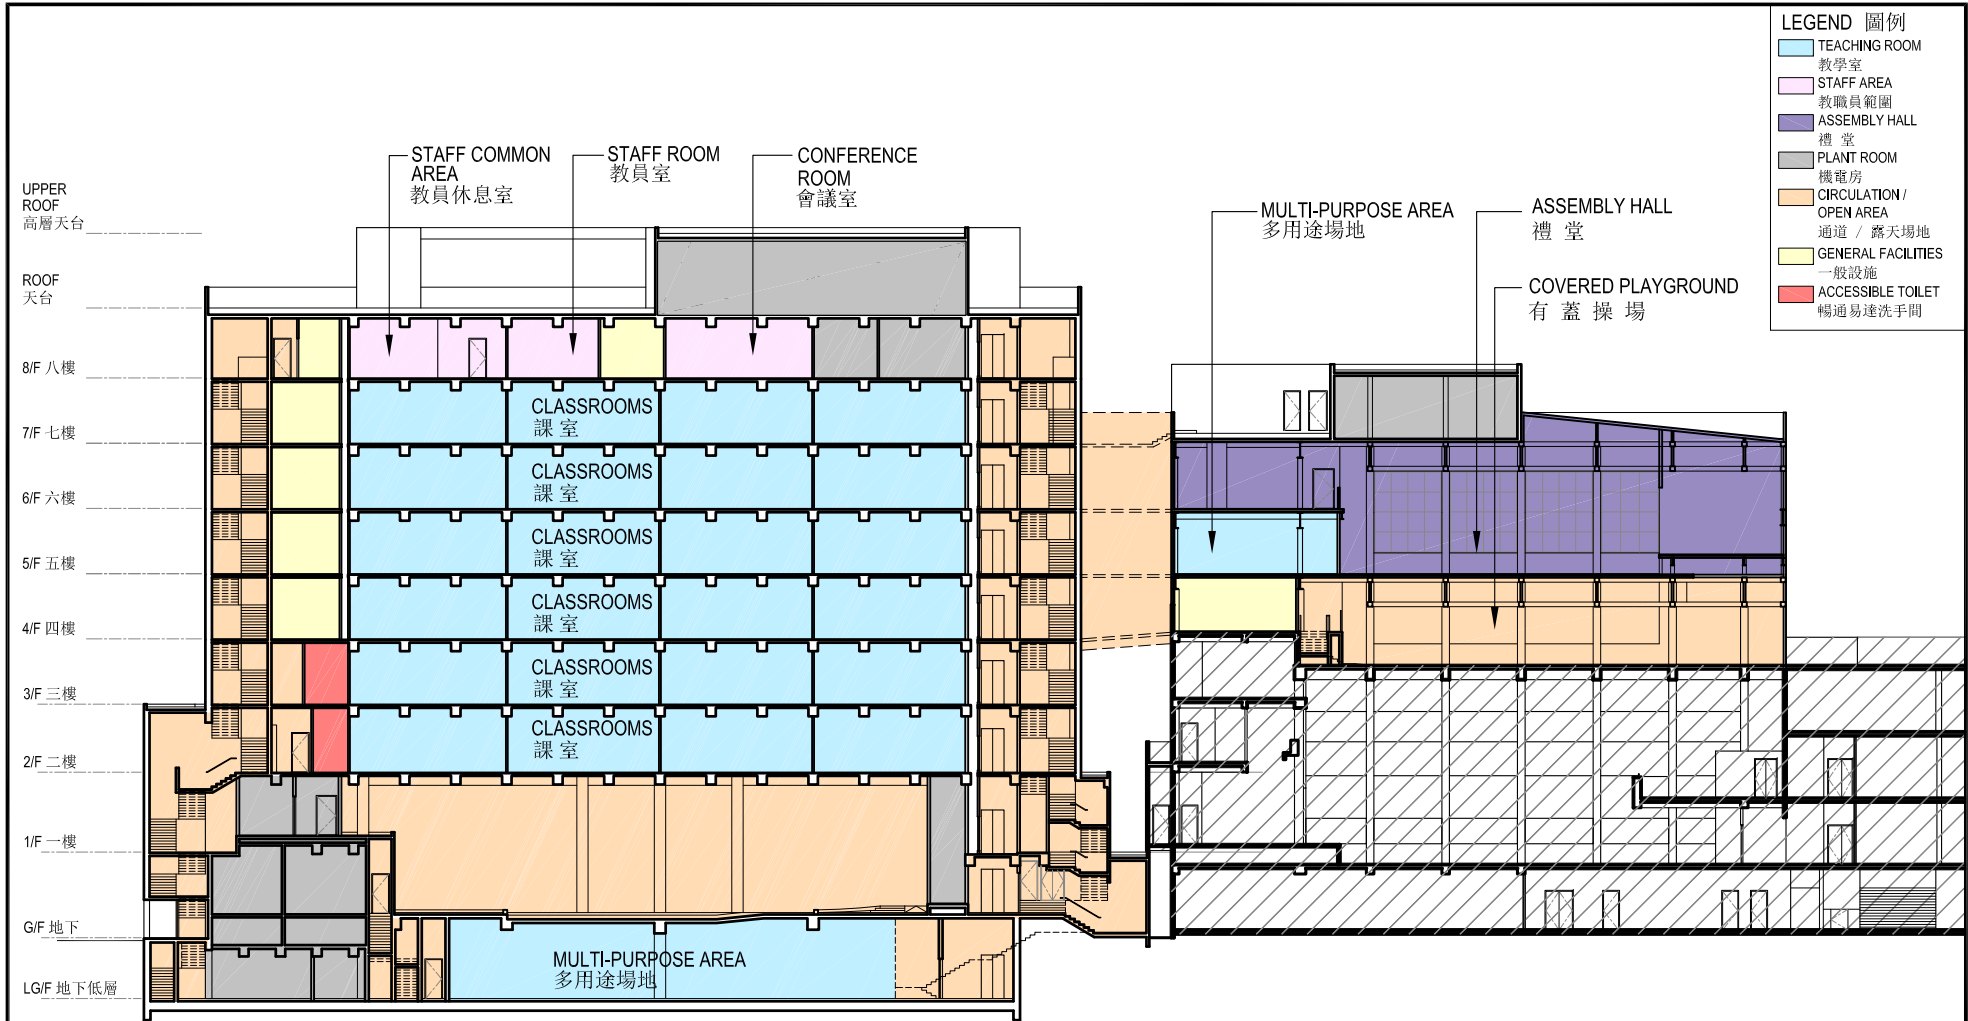 LEGEND 圖例
TEACHING ROOM
教學室
STAFF AREA
教職員範圍
ASSEMBLY HALL
禮 堂
PLANT ROOM
機電房
CIRCULATION /
OPEN AREA
通道 / 露天場地
GENERAL FACILITIES
一般設施
ACCESSIBLE TOILET
暢通易達洗手間
STAFF COMMON
AREA
教員休息室
STAFF ROOM
教員室
CONFERENCE
ROOM
會議室
MULTI-PURPOSE AREA
多用途場地
ASSEMBLY HALL
禮 堂
COVERED PLAYGROUND
有 蓋 操 場
UPPER
ROOF
高層天台
ROOF
天台
8/F 八樓
7/F 七樓
6/F 六樓
5/F 五樓
4/F 四樓
3/F 三樓
2/F 二樓
1/F 一樓
G/F 地下
LG/F 地下低層
CLASSROOMS
課 室
CLASSROOMS
課 室
CLASSROOMS
課 室
CLASSROOMS
課 室
CLASSROOMS
課 室
CLASSROOMS
課 室
MULTI-PURPOSE AREA
多用途場地